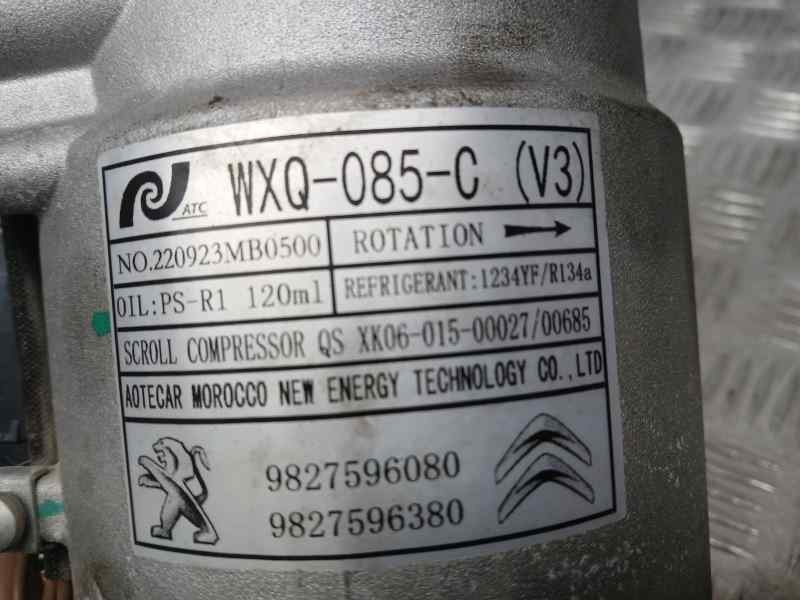 ATC WXQ-085-C (V3)
NO.220923MB0500 ROTATION
OIL:PS-R1 120ml REFRIGERANT:1234YF/R134a
SCROLL COMPRESSOR QS XK06-015-00027/00685
AOTECAR MOROCCO NEW ENERGY TECHNOLOGY CO.,LTD
9827596080
9827596380